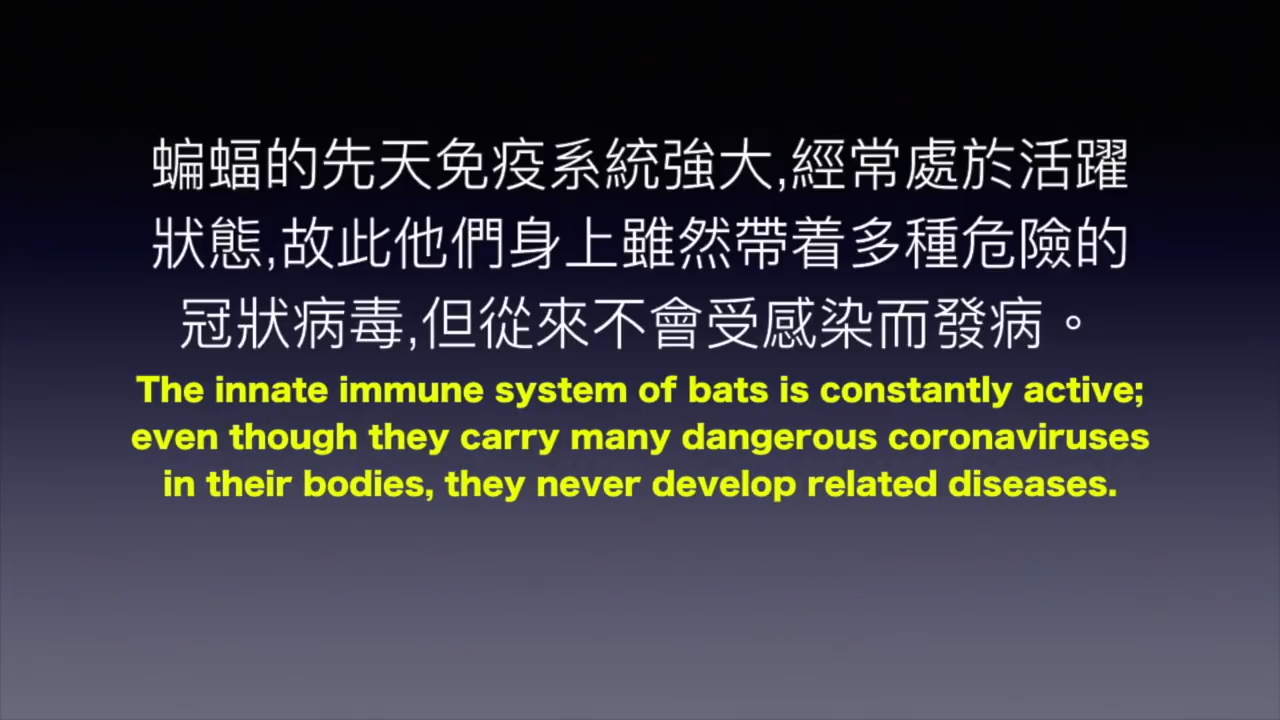 蝙蝠的先天免疫系統強大,經常處於活躍
狀態,故此他們身上雖然帶着多種危險的
冠狀病毒,但從來不會受感染而發病。
The innate immune system of bats is constantly active;
even though they carry many dangerous coronaviruses
in their bodies, they never develop related diseases.